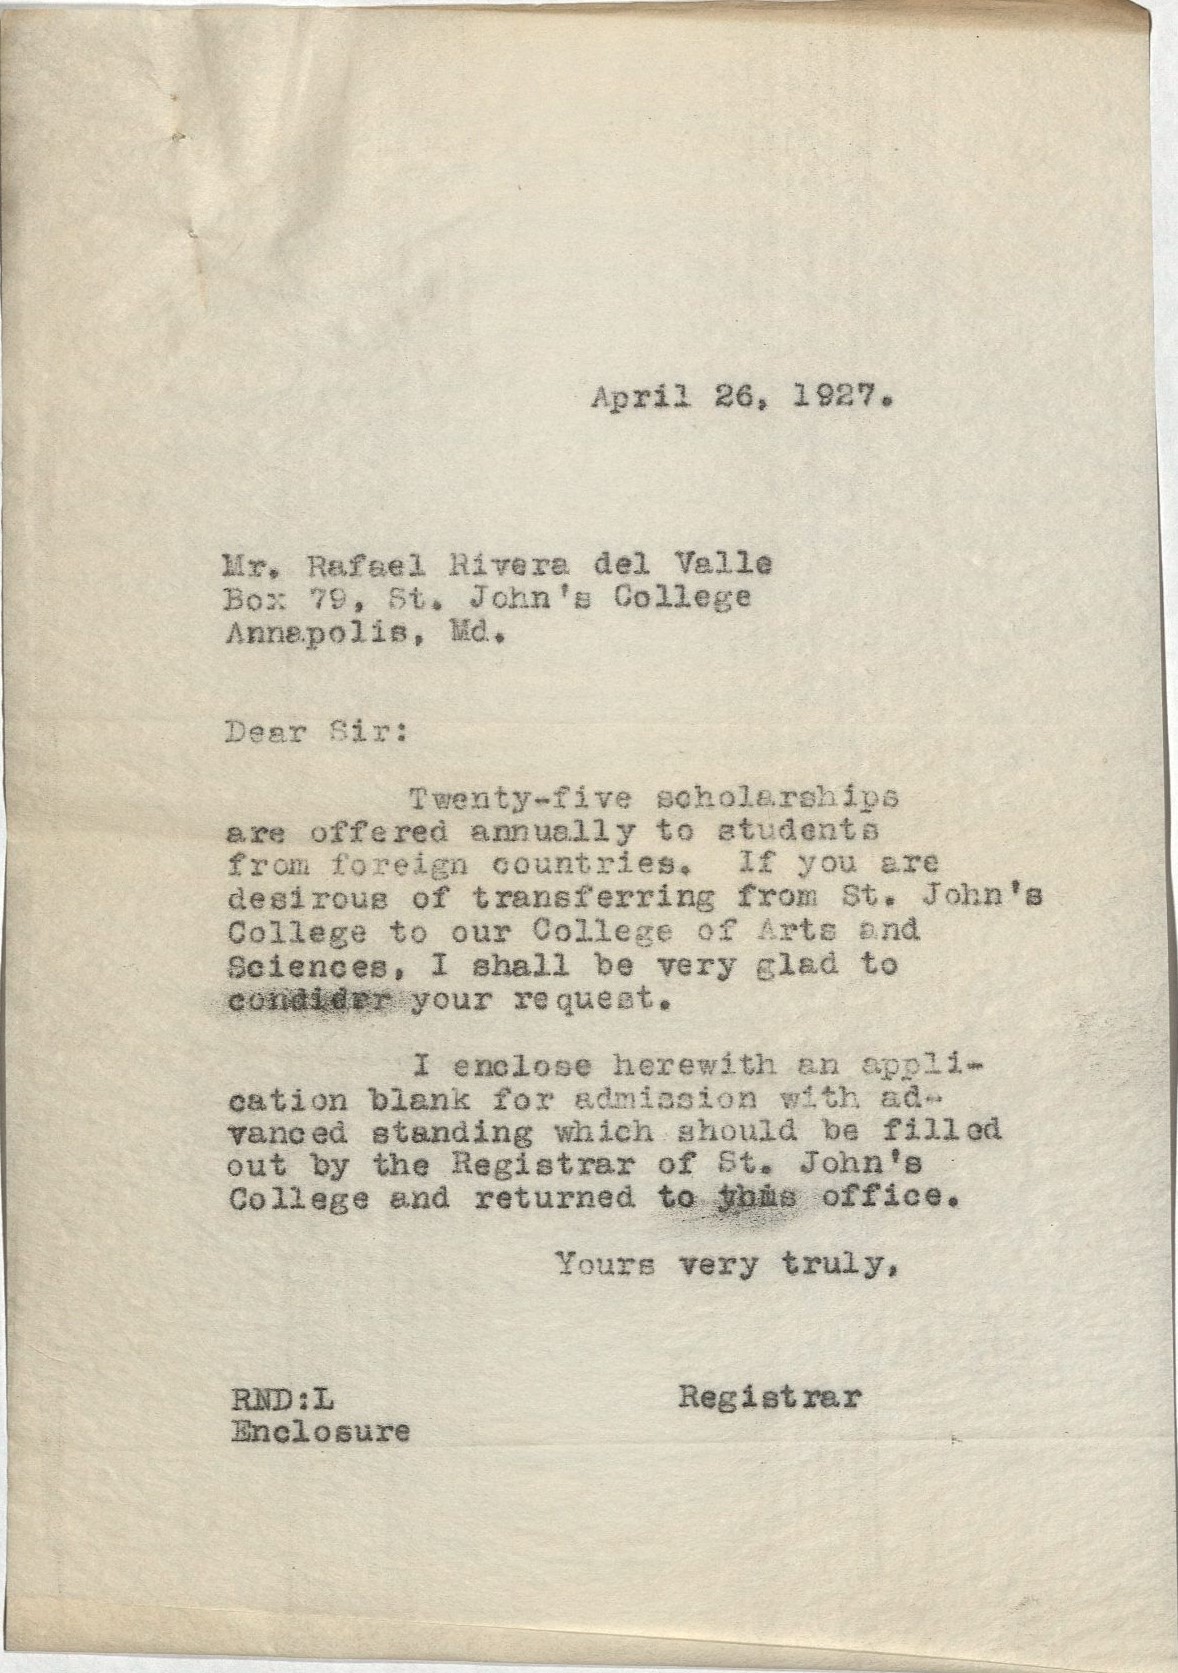 April 26, 1927.
Mr. Rafael Rivera del Valle
Box 79, St. John's College
Annapolis, Md.
Dear Sir:
Twenty-five scholarships
are offered annually to students
from foreign countries. If you are
desirous of transferring from St. John's
College to our College of Arts and
Sciences, I shall be very glad to
condider your request.
I enclose herewith an appli-
cation blank for admission with ad-
vanced standing which should be filled
out by the Registrar of St. John's
College and returned to this office.
Yours very truly,
RND:L Registrar
Enclosure